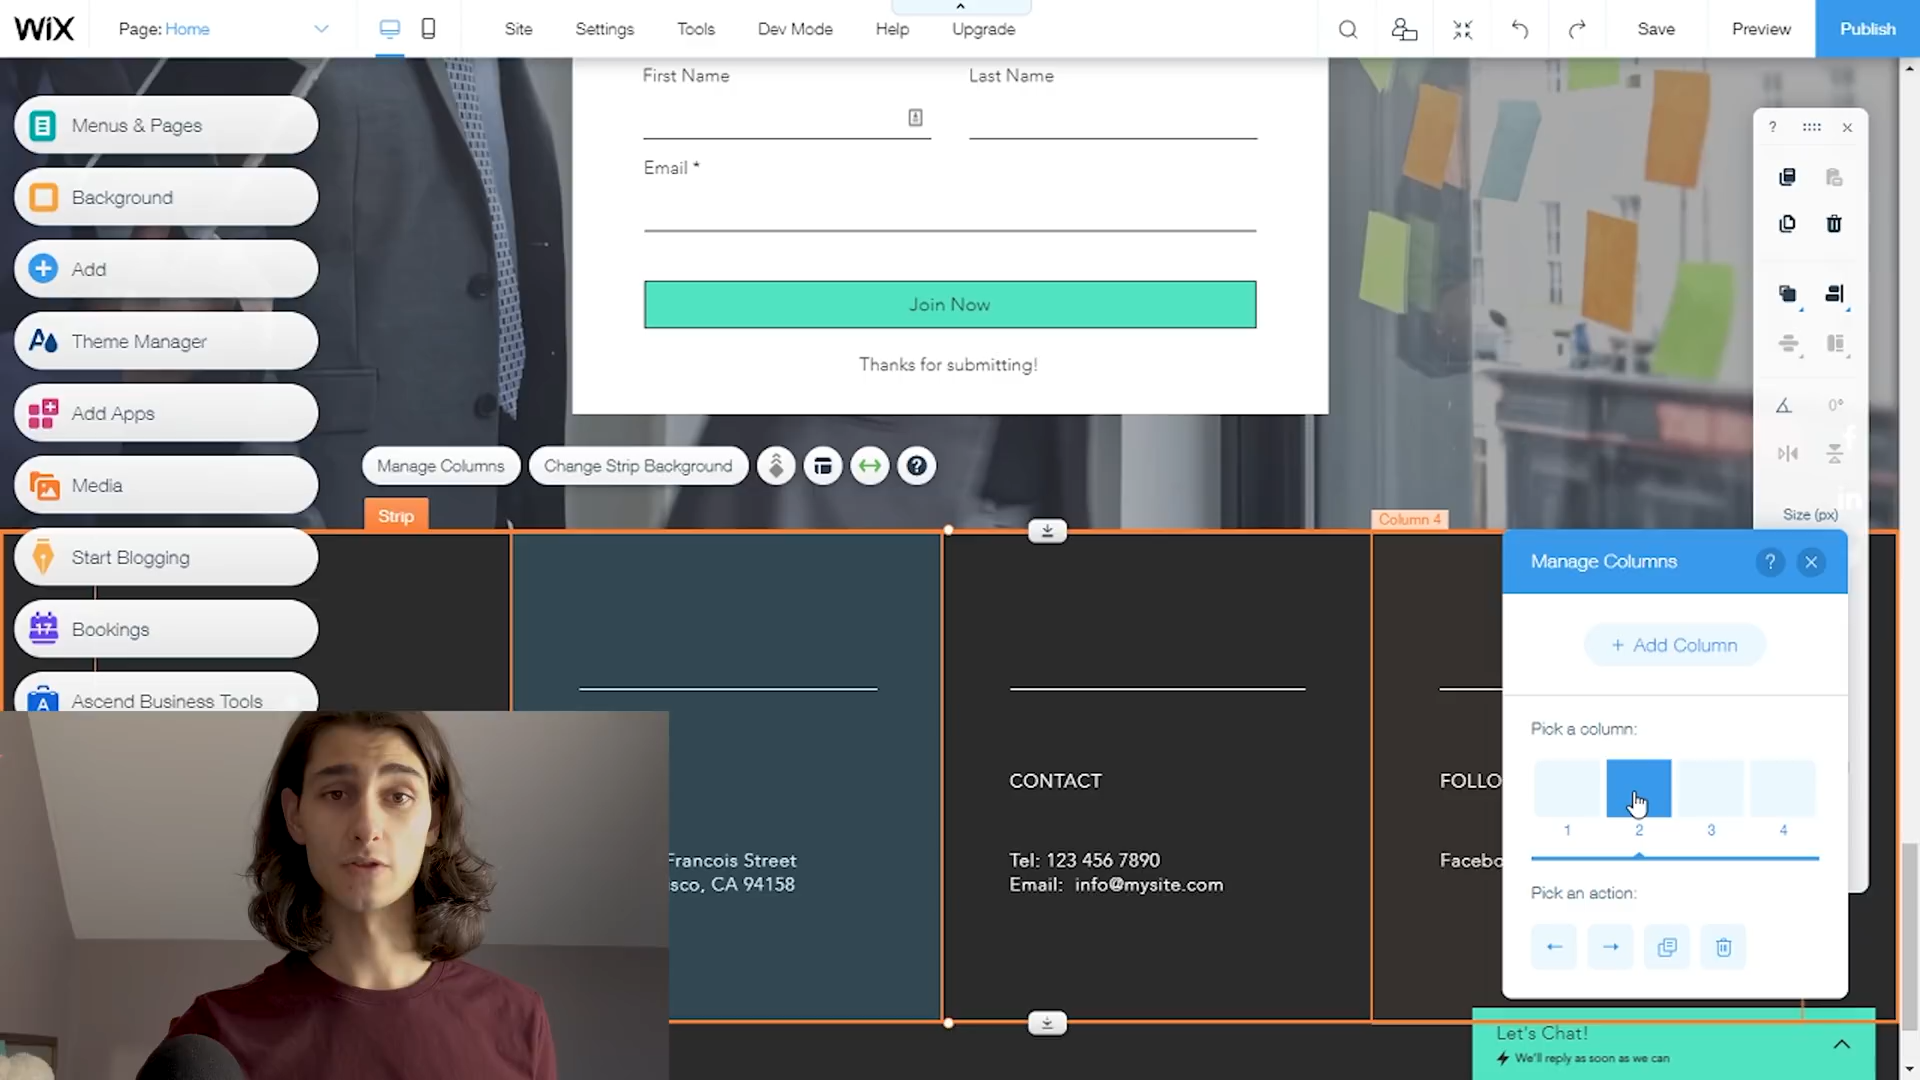 WiX
Page: Home
Site
Settings
Tools
Dev Mode
Help
Upgrade
Save
Preview
Publish
First Name
Last Name
Email *
Join Now
Thanks for submitting!
Menus & Pages
Background
Add
Theme Manager
Add Apps
Media
Start Blogging
17
Bookings
A
Ascend Business Tools
?
0°
in
Size (px)
Manage Columns
Change Strip Background
?
Strip
Column 4
Manage Columns
?
+ Add Column
Pick a column:
1
2
3
4
Pick an action:
CONTACT
Tel: 123 456 7890
Email: info@mysite.com
FOLLO
Facebo
Francois Street
sco, CA 94158
Let's Chat!
We'll reply as soon as we can